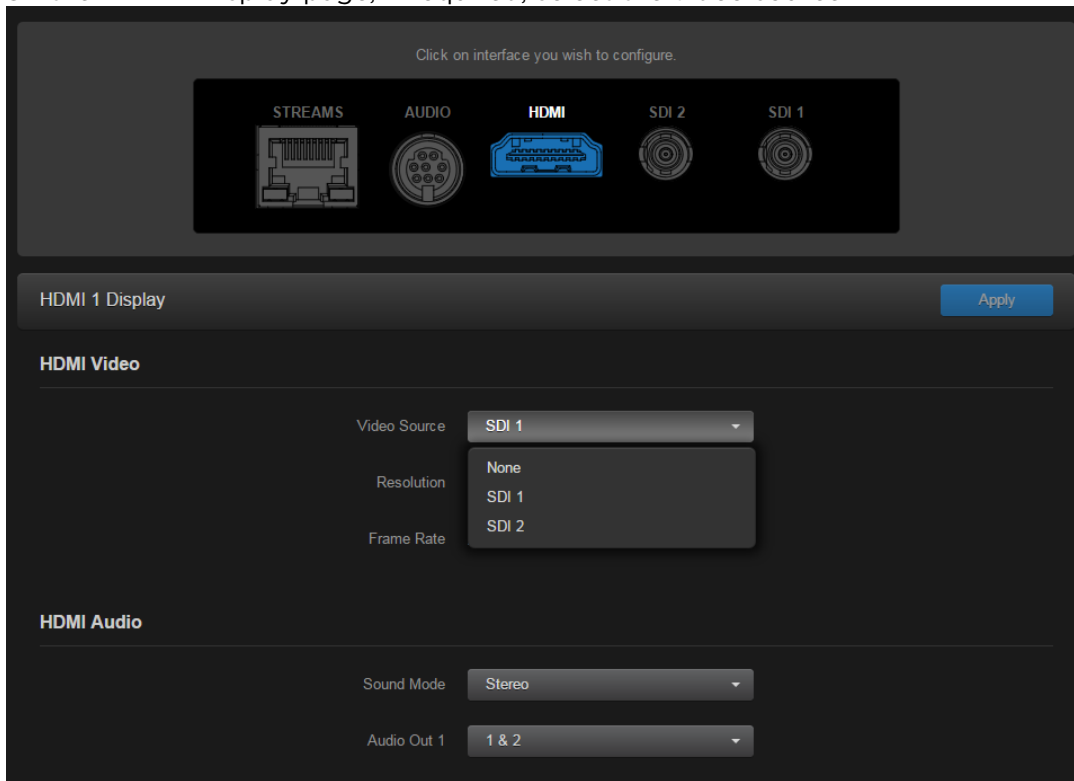 Click on interface you wish to configure.
STREAMS AUDIO HDMI SDI 2 SDI 1
HDMI 1 Display Apply
HDMI Video
Video Source SDI 1
None
Resolution
SDI 1
SDI 2
Frame Rate
HDMI Audio
Sound Mode Stereo
Audio Out 1 1 & 2